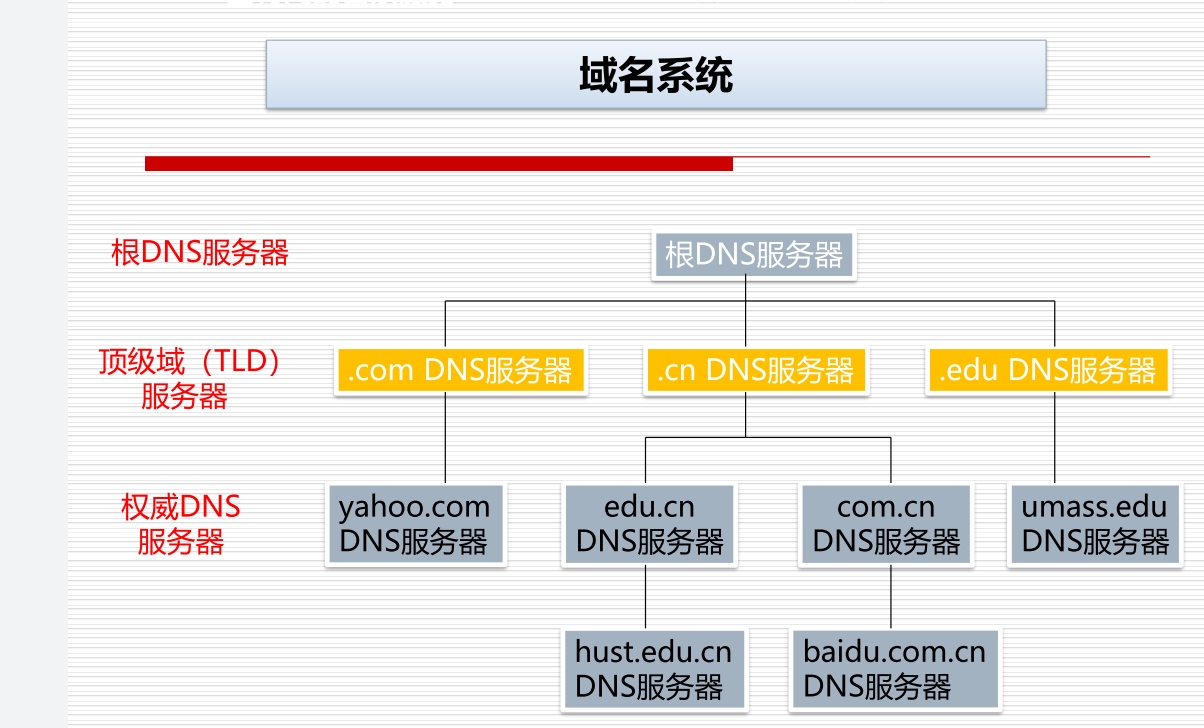 域名系统
根DNS服务器
根DNS服务器
顶级域（TLD）
服务器
.com DNS服务器
.cn DNS服务器
.edu DNS服务器
权威DNS
服务器
yahoo.com
DNS服务器
edu.cn
DNS服务器
com.cn
DNS服务器
umass.edu
DNS服务器
hust.edu.cn
DNS服务器
baidu.com.cn
DNS服务器